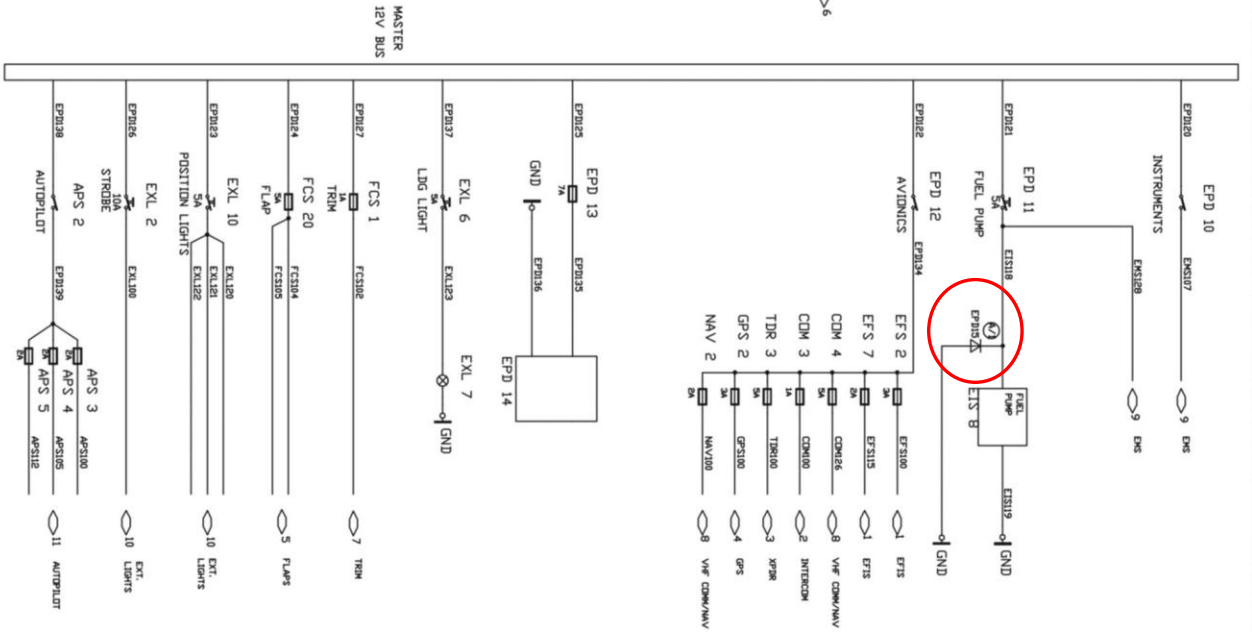 6
MASTER
12V BUS
EPD138
EPD126
EPD123
EPD124
EPD127
EPD137
EPD125
EPD122
EPD121
EPD120
APS 2
AUTOPILOT
EXL 2
10A
STROBE
EXL 10
5A
POSITION LIGHTS
FCS 20
5A
FLAP
FCS 1
1A
TRIM
EXL 6
5A
LDG LIGHT
EPD 13
7A
GND
EPD 12
AVIONICS
EPD 11
5A
FUEL PUMP
EPD 10
INSTRUMENTS
EPD139
EXL100
EXL122
EXL121
EXL120
FCS105
FCS104
FCS102
EXL123
EPD136
EPD135
EPD134
EIS118
EMS128
EMS107
A/1
EPD15
2A
2A
2A
APS 5
APS 4
APS 3
EXL 7
GND
EPD 14
NAV 2
GPS 2
TDR 3
COM 3
COM 4
EFS 7
EFS 2
2A
3A
5A
1A
5A
2A
3A
FUEL
PUMP
EIS 8
APS112
APS105
APS100
NAV100
GPS100
TDR100
COM100
COM126
EFS115
EFS100
EIS119
GND
GND
9
EMS
9
EMS
11
AUTOPILOT
10
EXT.
LIGHTS
10
EXT.
LIGHTS
5
FLAPS
7
TRIM
8
VHF COMM/NAV
4
GPS
3
XPDR
2
INTERCOM
8
VHF COMM/NAV
1
EFIS
1
EFIS